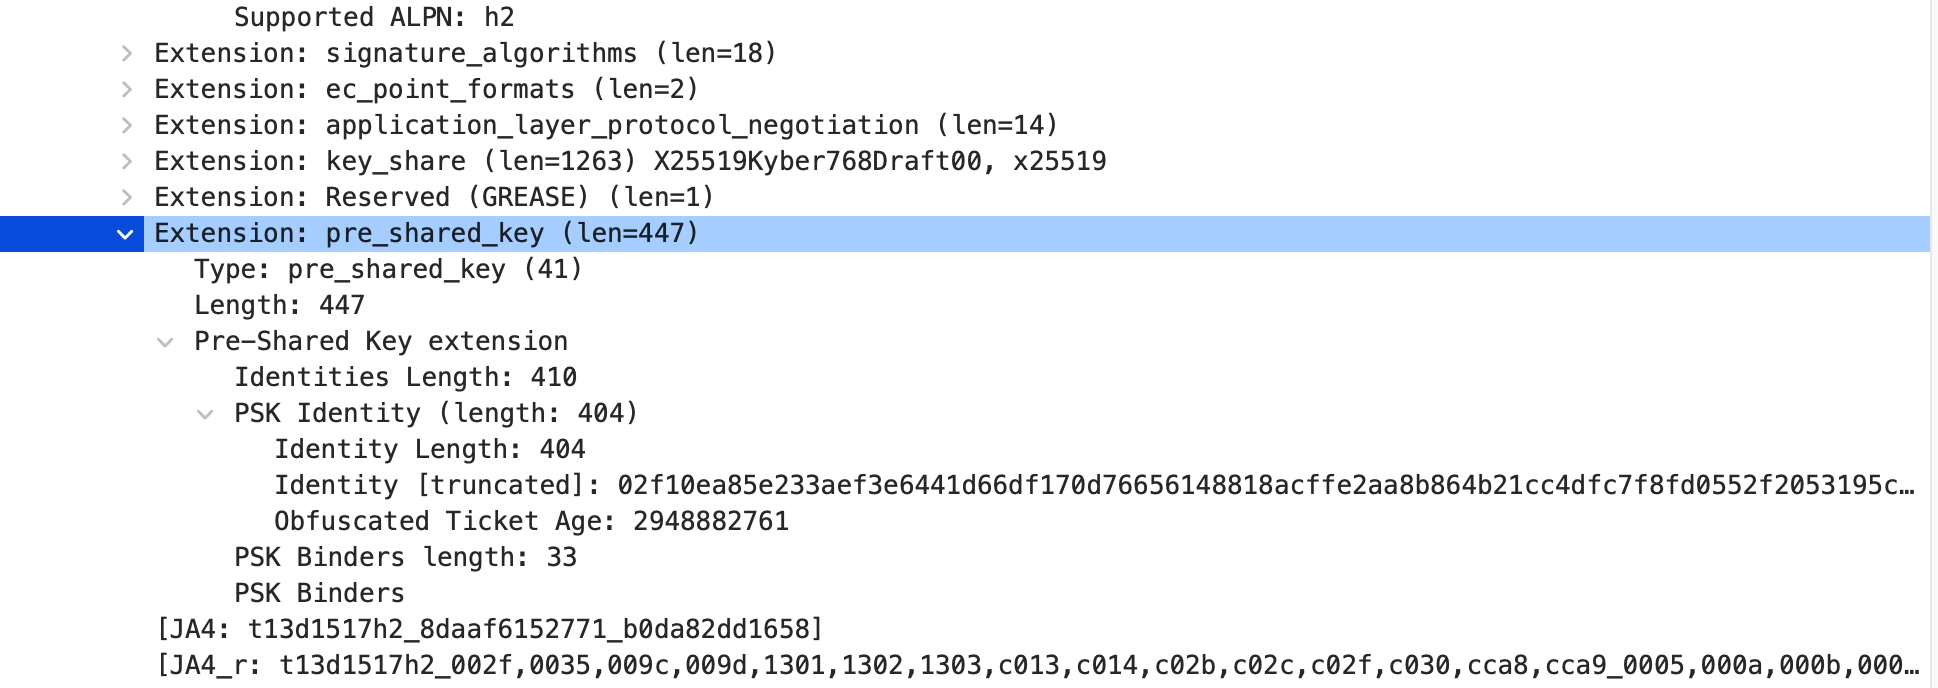 Supported ALPN: h2
Extension: signature_algorithms (len=18)
Extension: ec_point_formats (len=2)
Extension: application_layer_protocol_negotiation (len=14)
Extension: key_share (len=1263) X25519Kyber768Draft00, x25519
Extension: Reserved (GREASE) (len=1)
Extension: pre_shared_key (len=447)
Type: pre_shared_key (41)
Length: 447
Pre-Shared Key extension
Identities Length: 410
PSK Identity (length: 404)
Identity Length: 404
Identity [truncated]: 02f10ea85e233aef3e6441d66df170d76656148818acffe2aa8b864b21cc4dfc7f8fd0552f2053195c…
Obfuscated Ticket Age: 2948882761
PSK Binders length: 33
PSK Binders
[JA4: t13d1517h2_8daaf6152771_b0da82dd1658]
[JA4_r: t13d1517h2_002f,0035,009c,009d,1301,1302,1303,c013,c014,c02b,c02c,c02f,c030,cca8,cca9_0005,000a,000b,000…